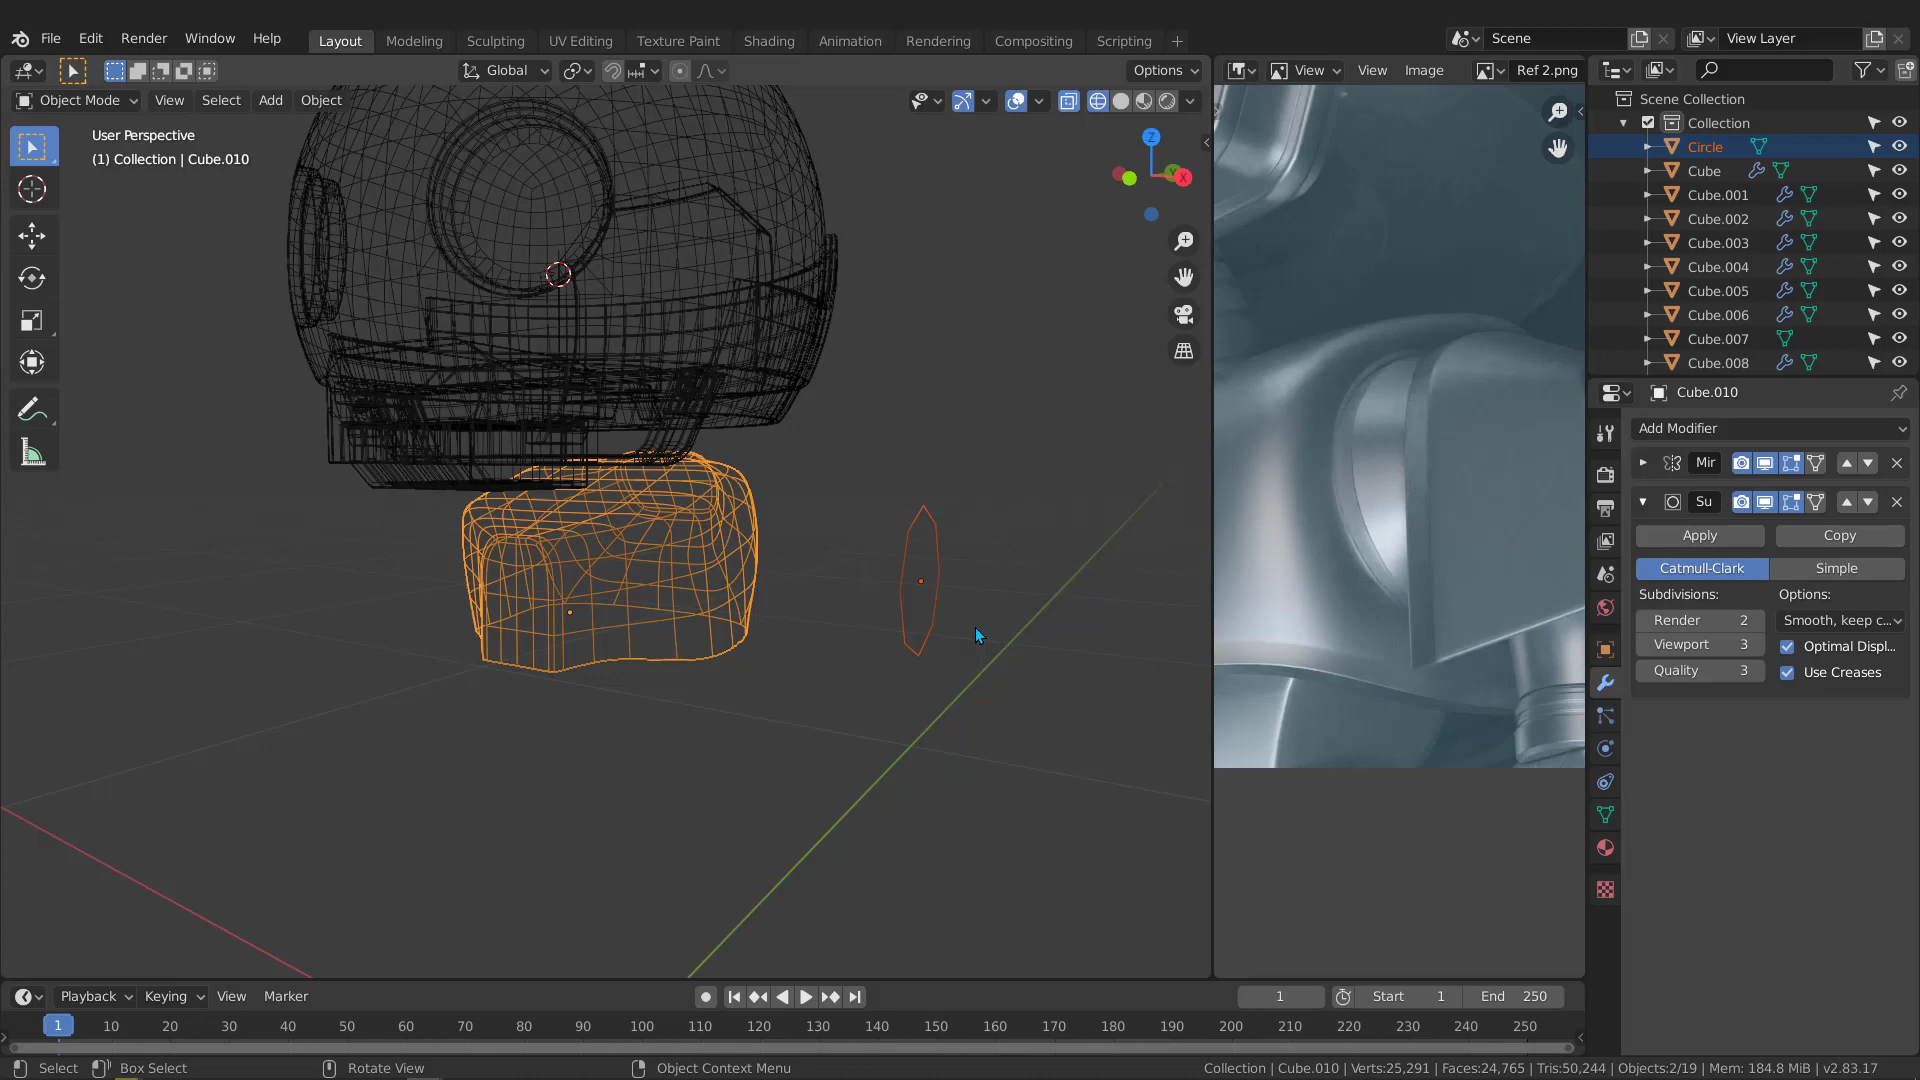 File Edit Render Window Help Layout Modeling Sculpting UV Editing Texture Paint Shading Animation Rendering Compositing Scripting + Scene View Layer
Global Options View View Image Ref 2.png
Object Mode View Select Add Object
Scene Collection
User Perspective
(1) Collection | Cube.010
Z
Y
X
Collection
Circle
Cube
Cube.001
Cube.002
Cube.003
Cube.004
Cube.005
Cube.006
Cube.007
Cube.008
Cube.010
Add Modifier
Mir
Su
Apply Copy
Catmull-Clark Simple
Subdivisions: Options:
Render 2 Smooth, keep c...
Viewport 3 Optimal Displ...
Quality 3 Use Creases
Playback Keying View Marker 1 Start 1 End 250
1 10 20 30 40 50 60 70 80 90 100 110 120 130 140 150 160 170 180 190 200 210 220 230 240 250
Select Box Select Rotate View Object Context Menu Collection | Cube.010 | Verts:25,291 | Faces:24,765 | Tris:50,244 | Objects:2/19 | Mem: 184.8 MiB | v2.83.17